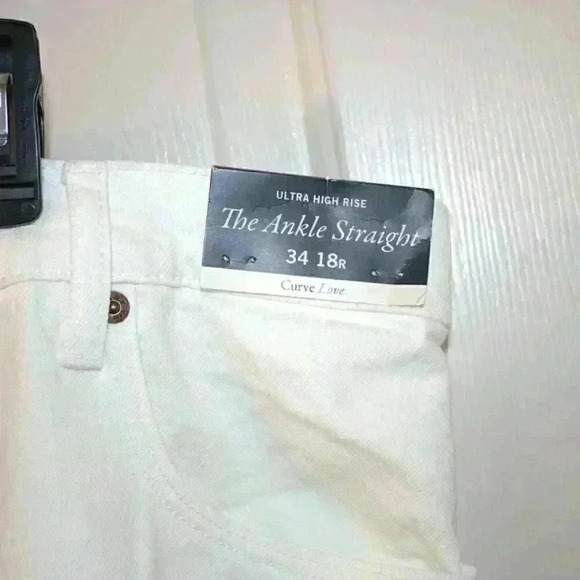 ULTRA HIGH RISE
The Ankle Straight
34 18R
Curve Love